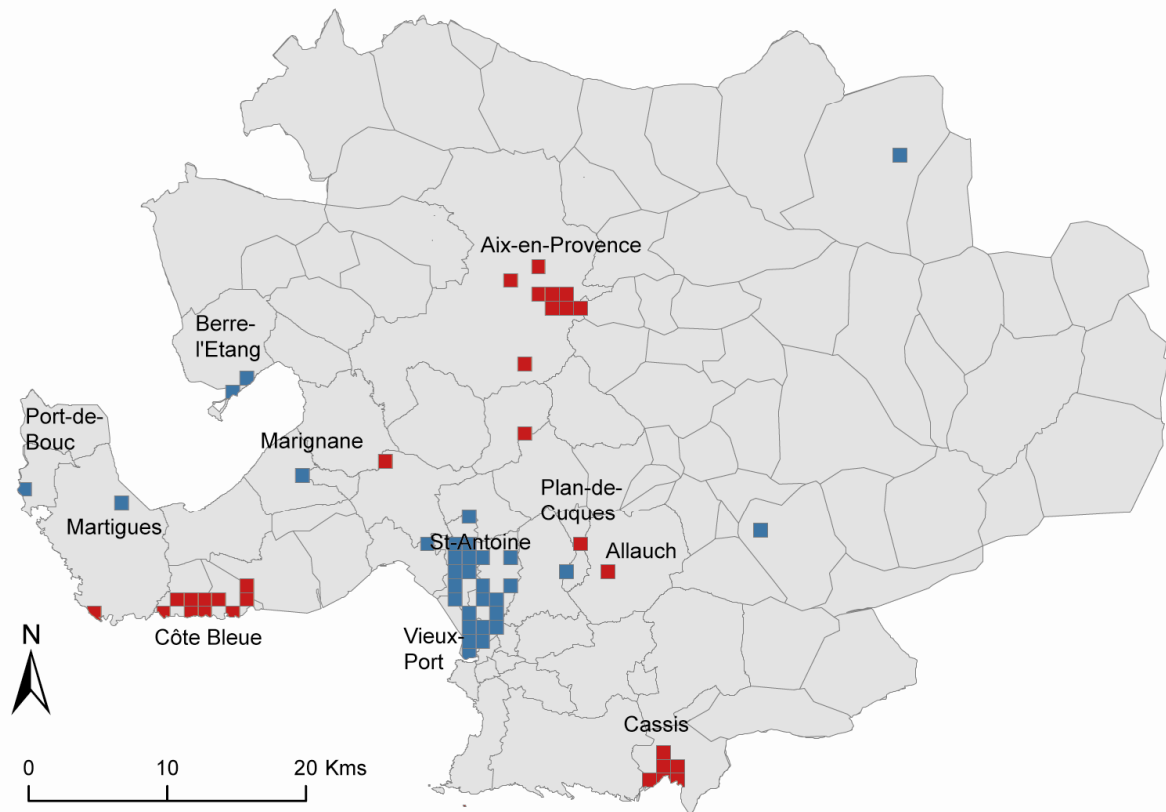 Aix-en-Provence
Berre-
l'Etang
Port-de-
Bouc
Marignane
Plan-de-
Cuques
Martigues
St-Antoine
Allauch
Côte Bleue
Vieux-
Port
N
Cassis
0 10 20 Kms